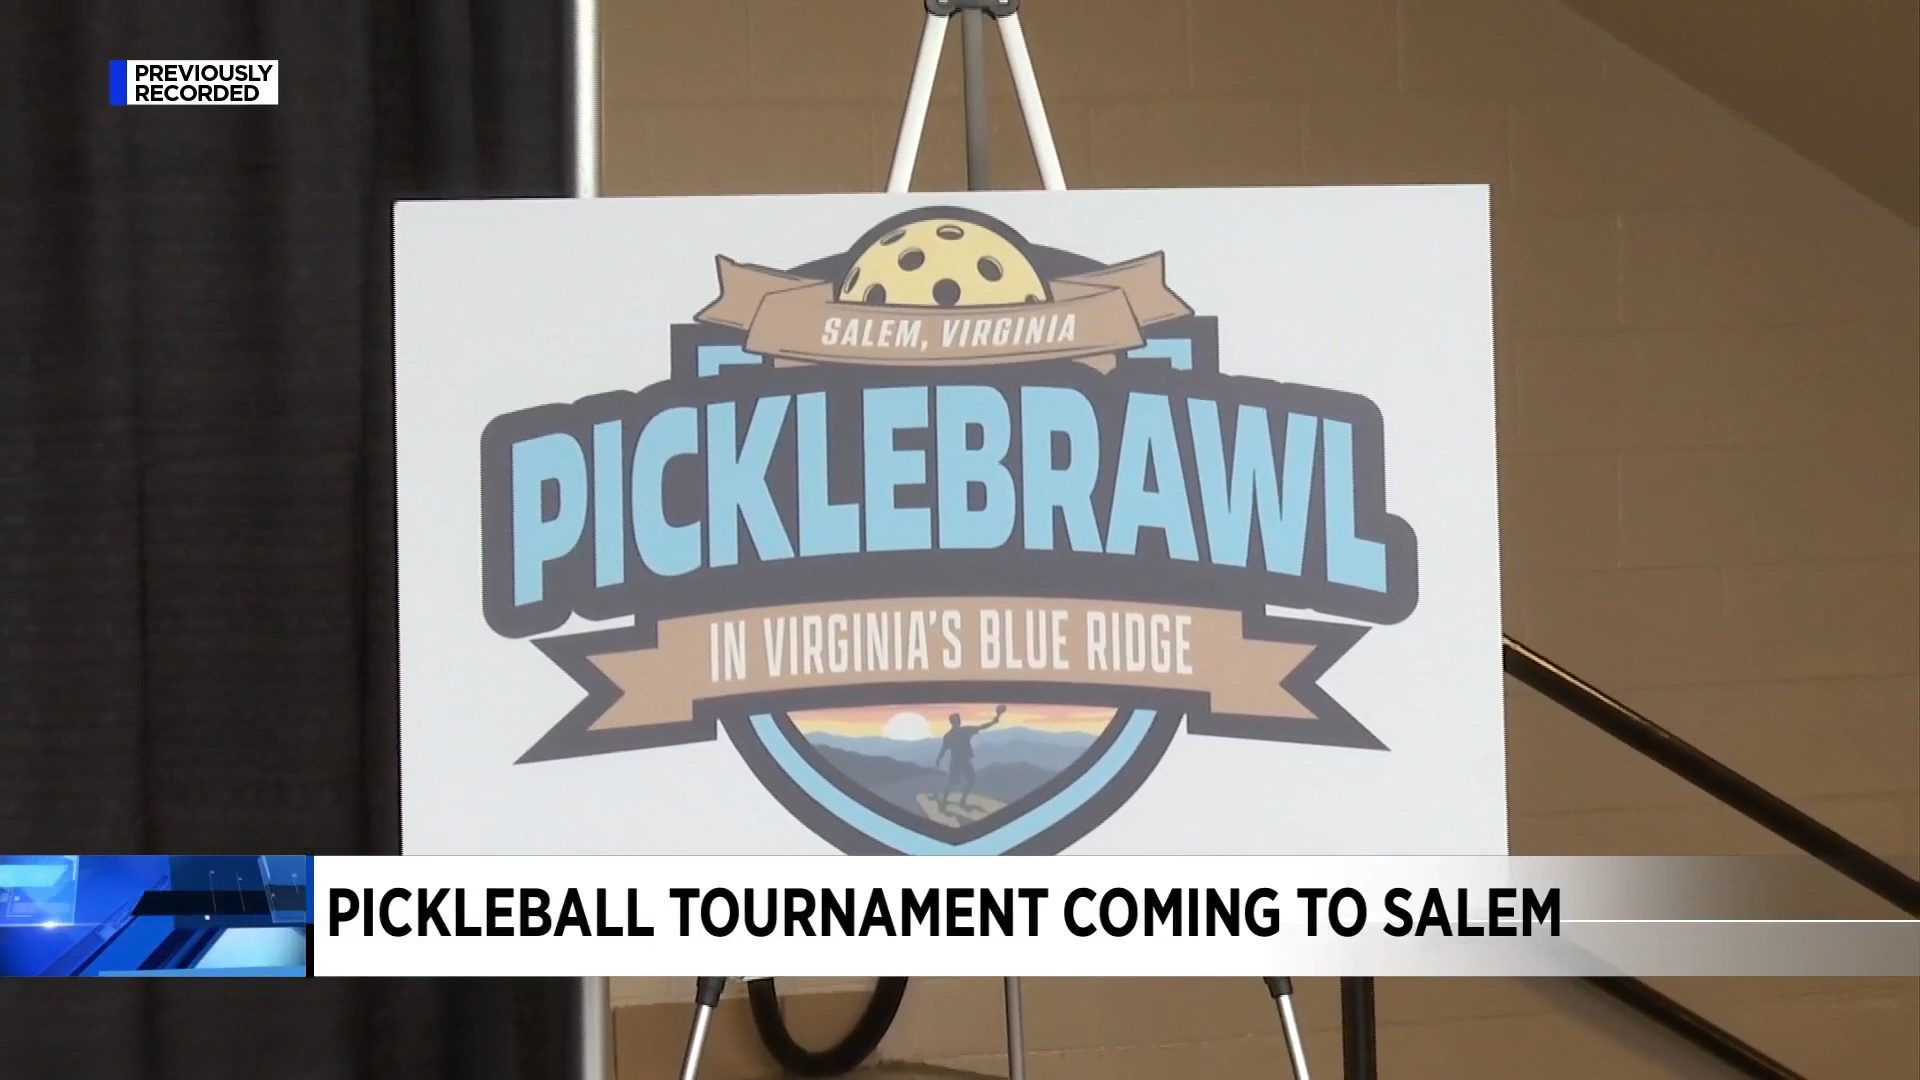 PREVIOUSLY
RECORDED
SALEM, VIRGINIA
PICKLEBRAWL
IN VIRGINIA'S BLUE RIDGE
PICKLEBALL TOURNAMENT COMING TO SALEM